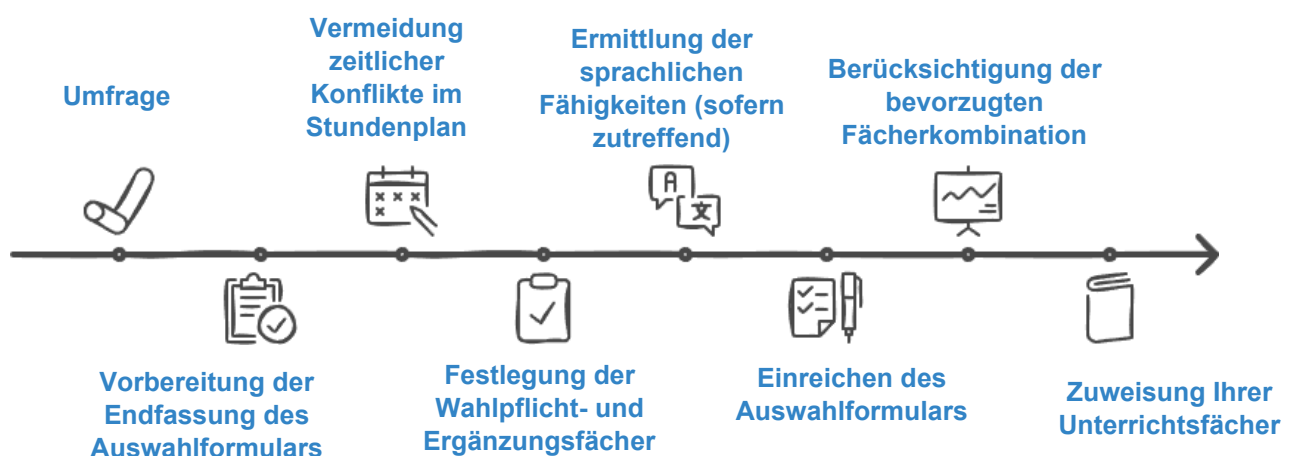 Umfrage
Vorbereitung der
Endfassung des
Auswahlformulars
Vermeidung
zeitlicher
Konflikte im
Stundenplan
Festlegung der
Wahlpflicht- und
Ergänzungsfächer
Ermittlung der
sprachlichen
Fähigkeiten (sofern
zutreffend)
A
文
Einreichen des
Auswahlformulars
Berücksichtigung der
bevorzugten
Fächerkombination
Zuweisung Ihrer
Unterrichtsfächer